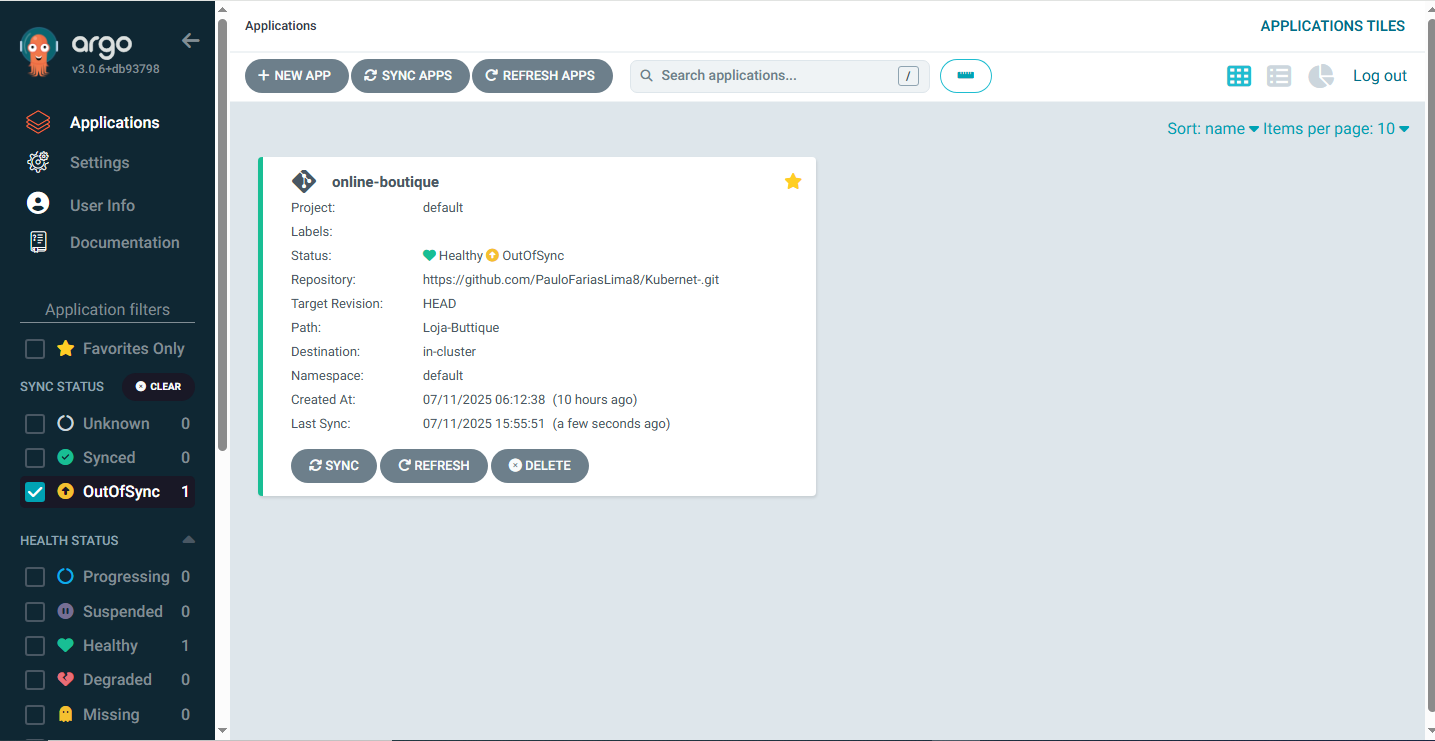 argo
v3.0.6+db93798
Applications
Settings
User Info
Documentation
Application filters
Favorites Only
SYNC STATUS CLEAR
Unknown 0
Synced 0
OutOfSync 1
HEALTH STATUS
Progressing 0
Suspended 0
Healthy 1
Degraded 0
Missing 0
Applications APPLICATIONS TILES
+ NEW APP SYNC APPS REFRESH APPS Search applications... / Log out
Sort: name Items per page: 10
online-boutique
Project: default
Labels:
Status: Healthy OutOfSync
Repository: https://github.com/PauloFariasLima8/Kubernet-.git
Target Revision: HEAD
Path: Loja-Buttique
Destination: in-cluster
Namespace: default
Created At: 07/11/2025 06:12:38 (10 hours ago)
Last Sync: 07/11/2025 15:55:51 (a few seconds ago)
SYNC REFRESH DELETE